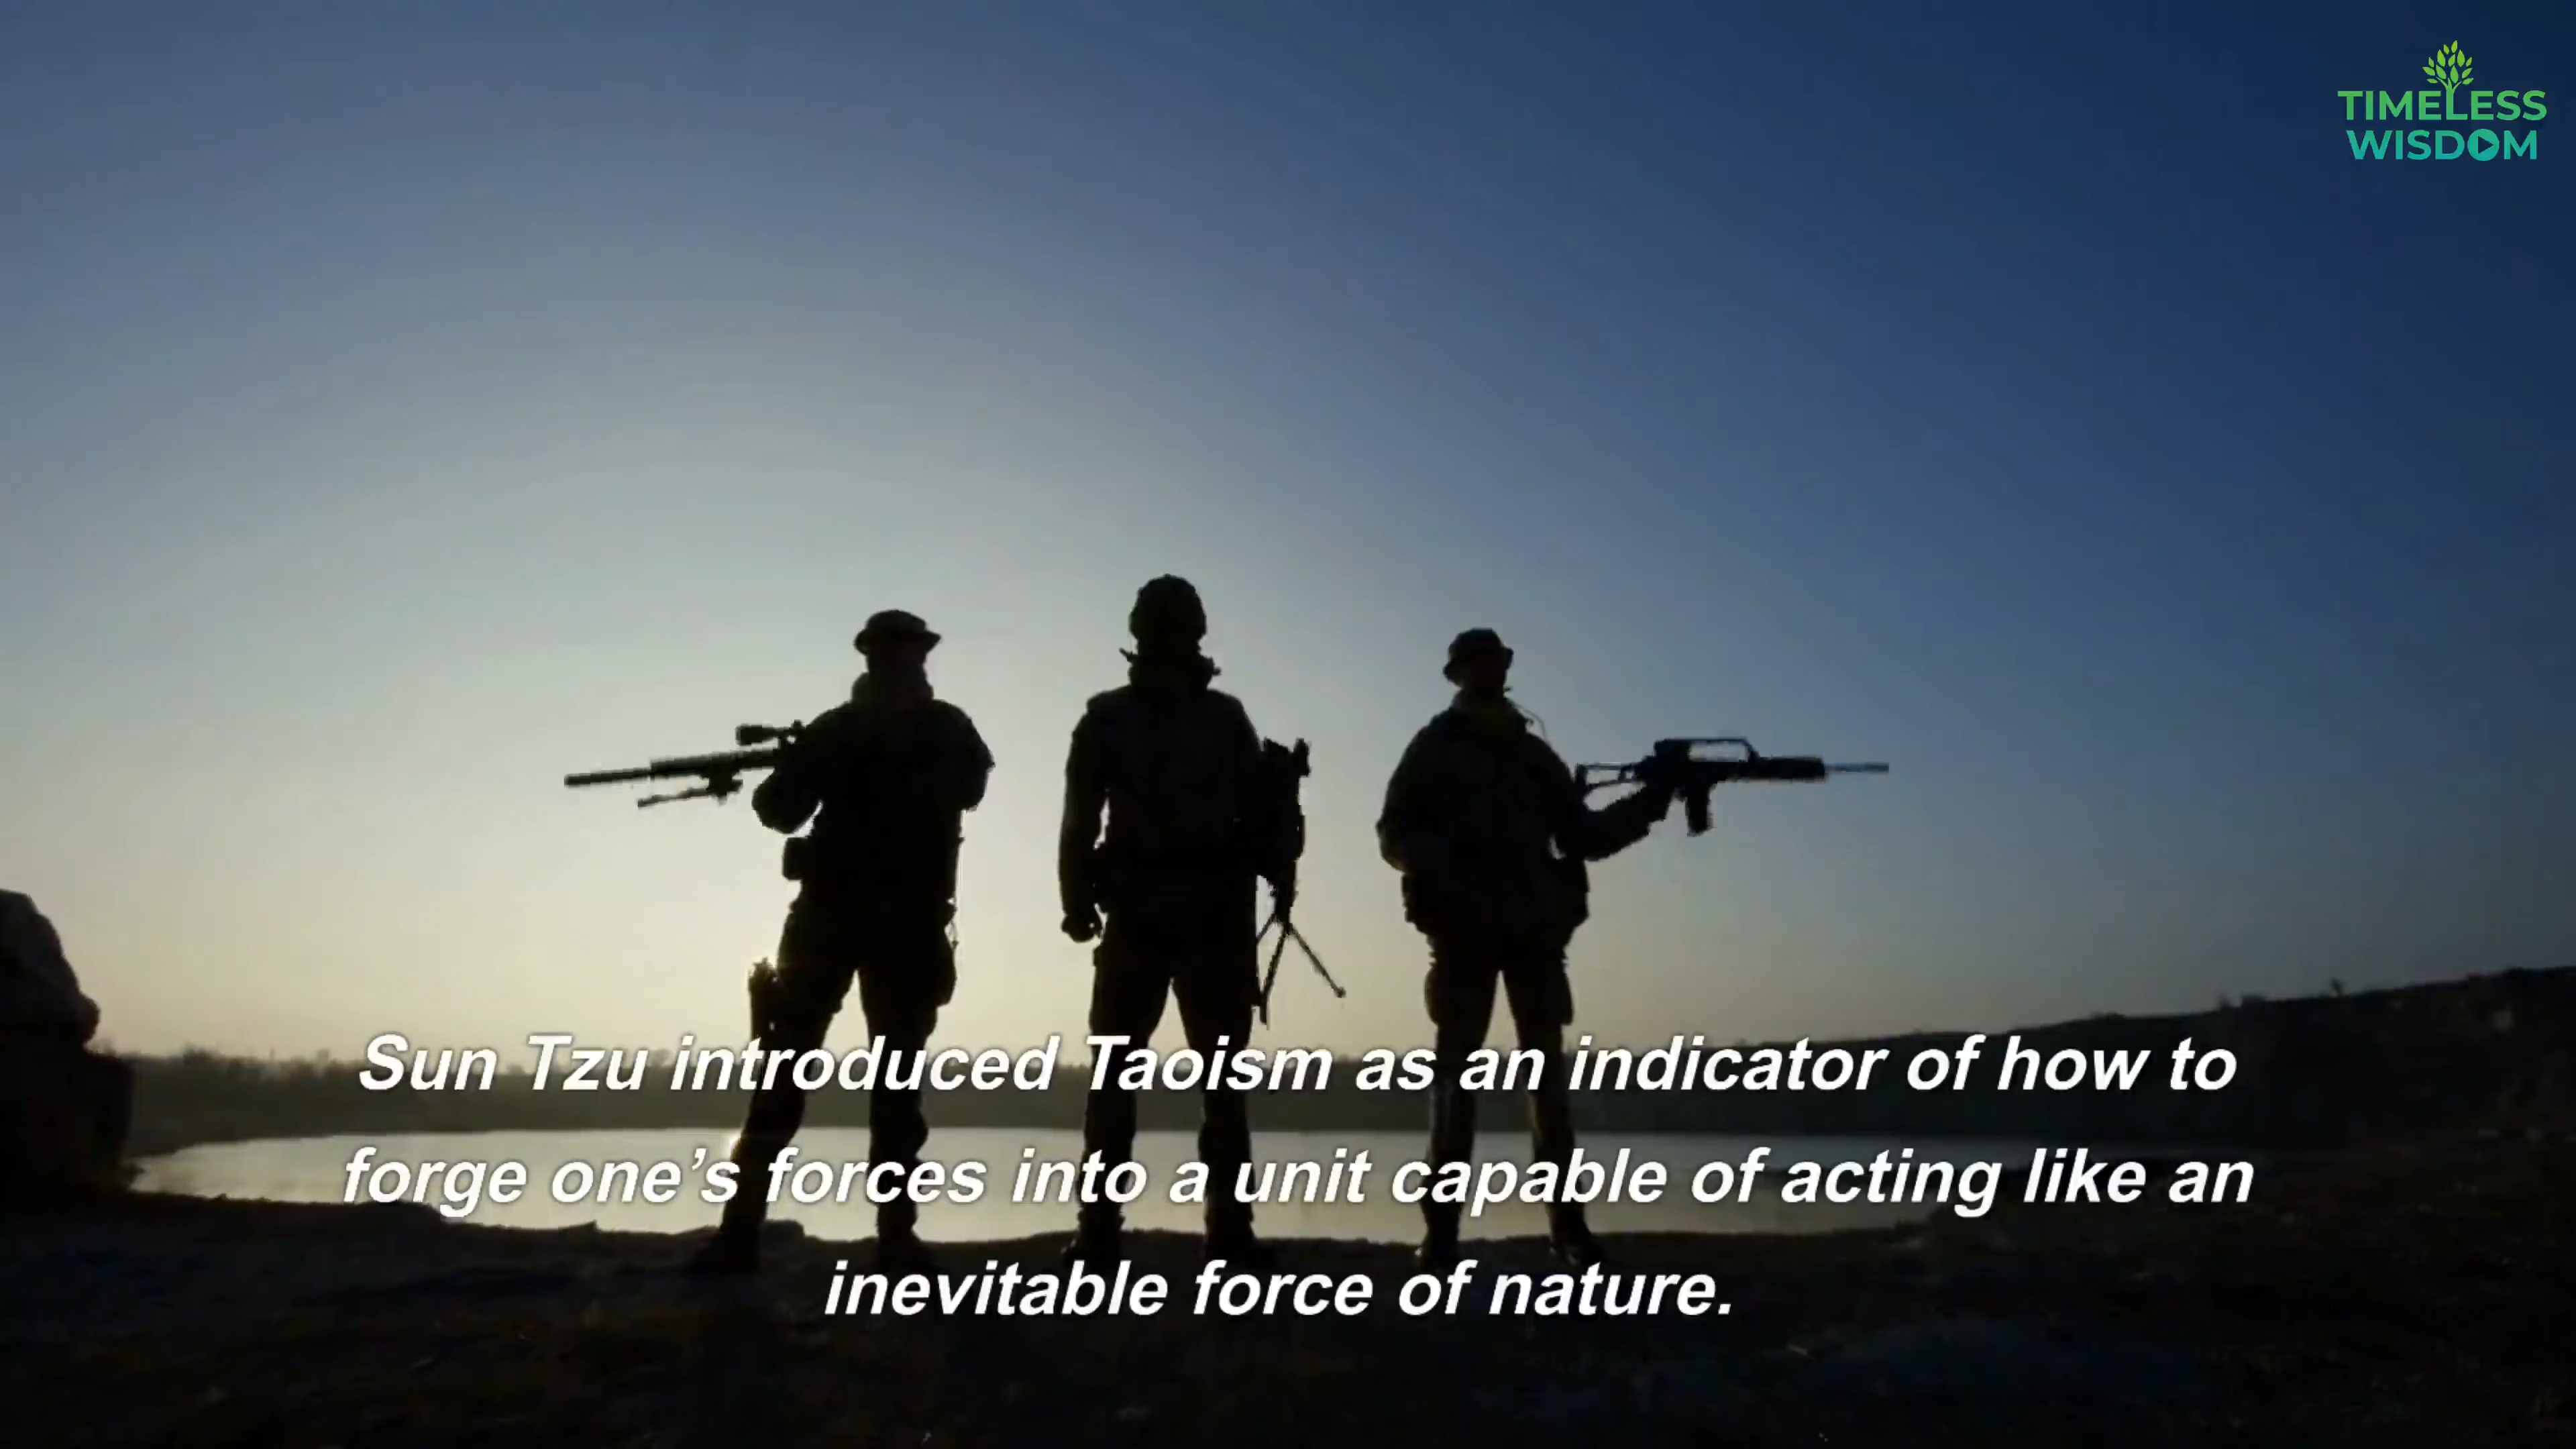 TIMELESS
WISDOM
Sun Tzu introduced Taoism as an indicator of how to
forge one’s forces into a unit capable of acting like an
inevitable force of nature.